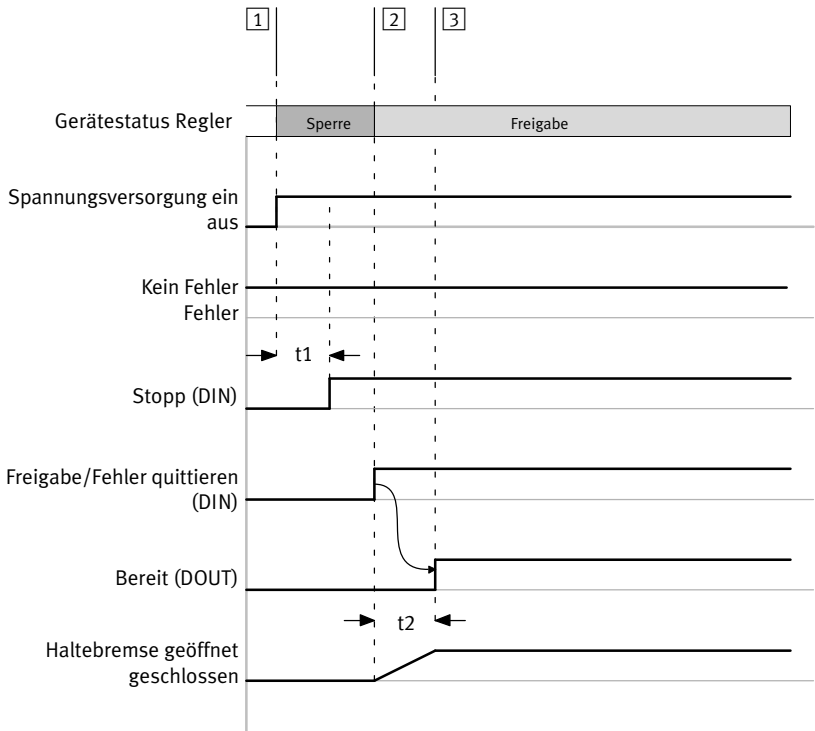 1 2 3
Gerätestatus Regler
Sperre Freigabe
Spannungsversorgung ein
aus
Kein Fehler
Fehler
t1
Stopp (DIN)
Freigabe/Fehler quittieren
(DIN)
Bereit (DOUT)
t2
Haltebremse geöffnet
geschlossen